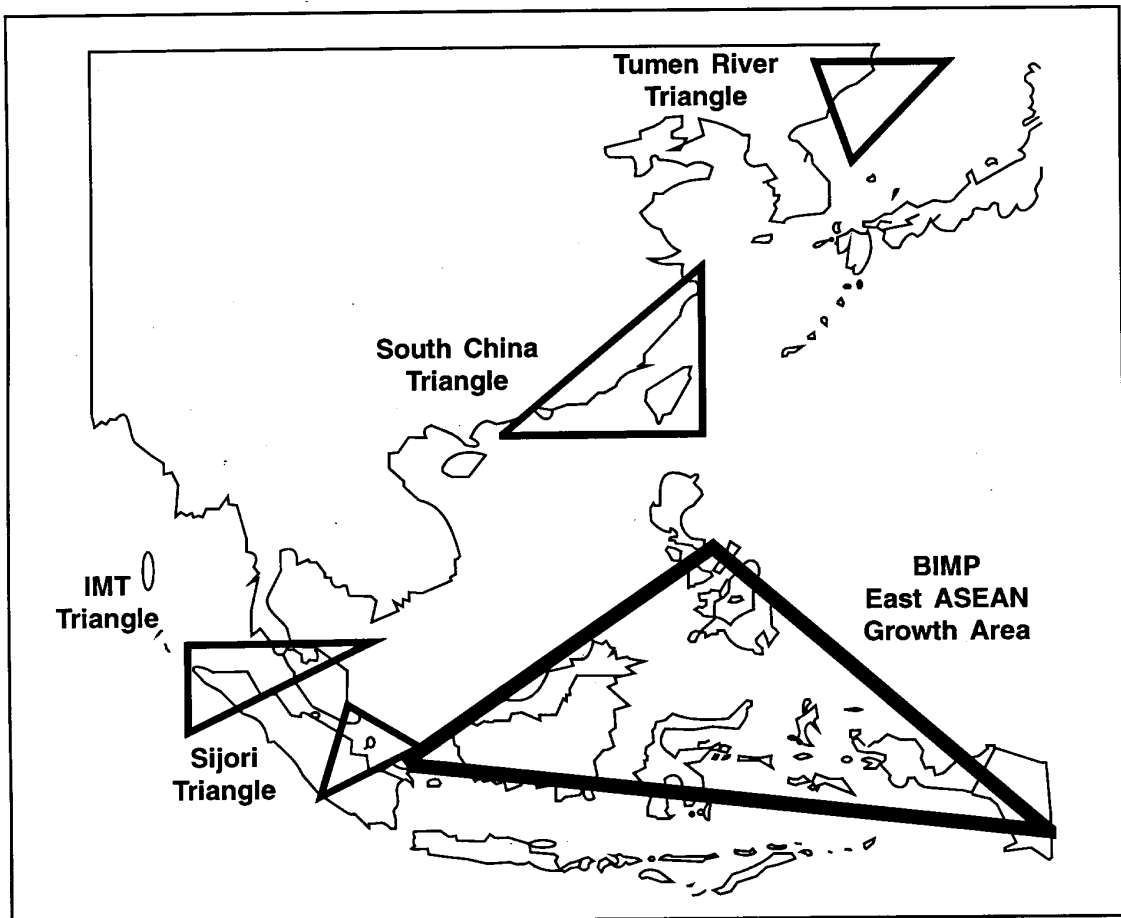 Tumen River
Triangle
South China
Triangle
IMT
Triangle
BIMP
East ASEAN
Growth Area
Sijori
Triangle